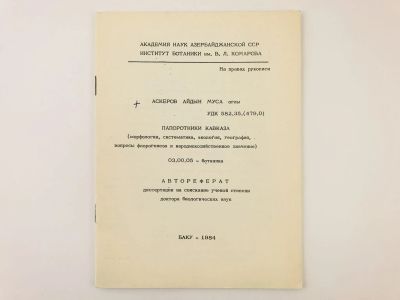 АКАДЕМИЯ НАУК АЗЕРБАЙДЖАНСКОЙ ССР
ИНСТИТУТ БОТАНИКИ им. В. Л. КОМАРОВА
На правах рукописи
АСКЕРОВ АЙДЫН МУСА оглы
УДК 582,35,(479,0)
ПАПОРОТНИКИ КАВКАЗА
(морфология, систематика, экология, география,
вопросы флорогенеза и народнохозяйственное значение)
03,00,05 - ботаника
АВТОРЕФЕРАТ
диссертации на соискание ученой степени
доктора биологических наук
БАКУ - 1984